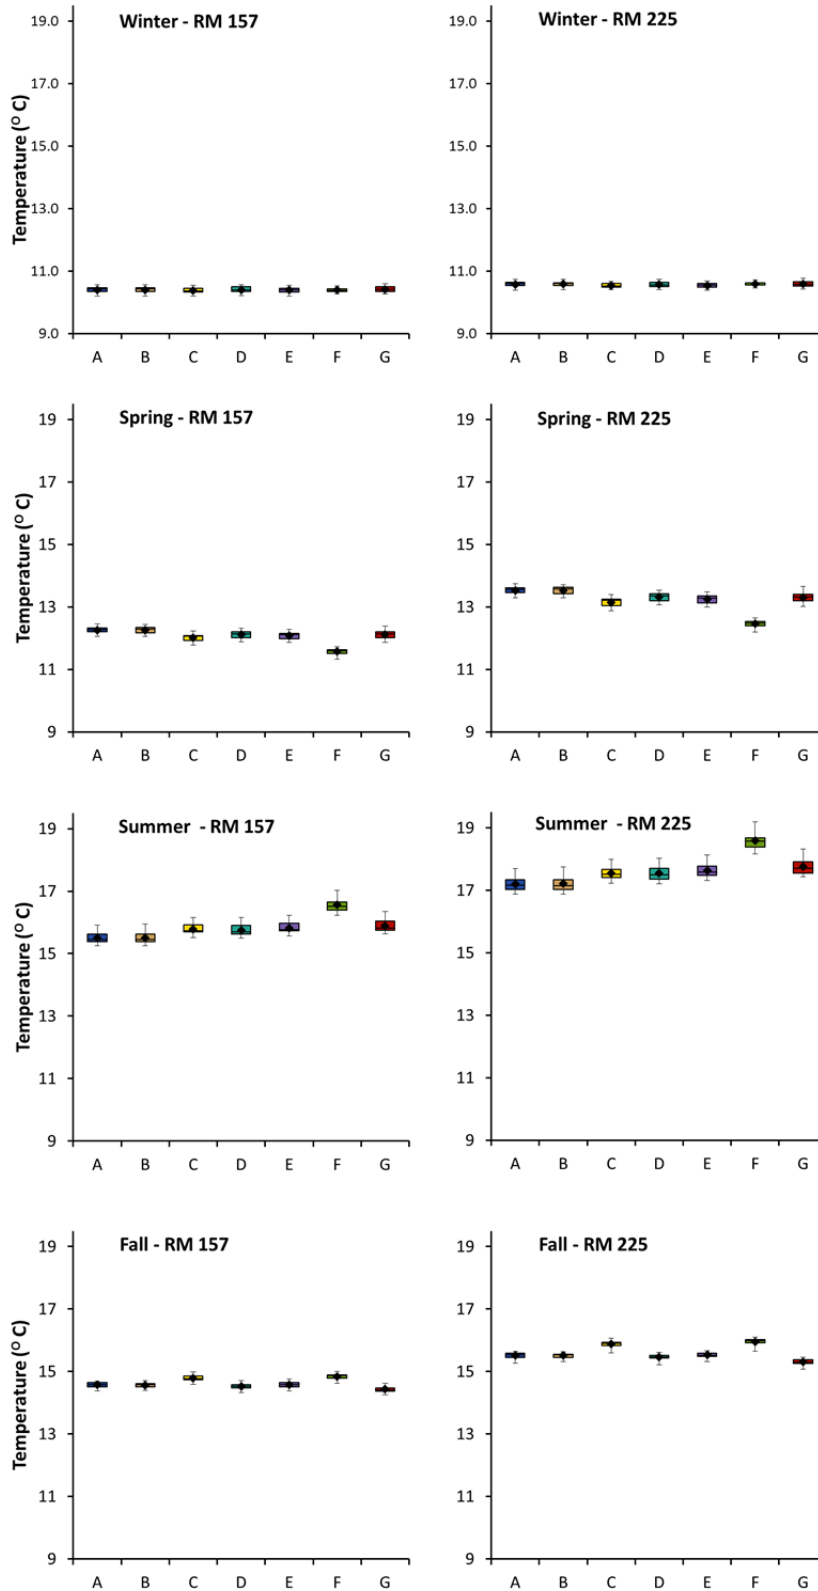 Winter - RM 157
Temperature (° C)
19.0
17.0
15.0
13.0
11.0
9.0
A B C D E F G
Winter - RM 225
19.0
17.0
15.0
13.0
11.0
9.0
A B C D E F G
Spring - RM 157
Temperature (° C)
19
17
15
13
11
9
A B C D E F G
Spring - RM 225
19
17
15
13
11
9
A B C D E F G
Summer - RM 157
Temperature (° C)
19
17
15
13
11
9
A B C D E F G
Summer - RM 225
19
17
15
13
11
9
A B C D E F G
Fall - RM 157
Temperature (° C)
19
17
15
13
11
9
A B C D E F G
Fall - RM 225
19
17
15
13
11
9
A B C D E F G